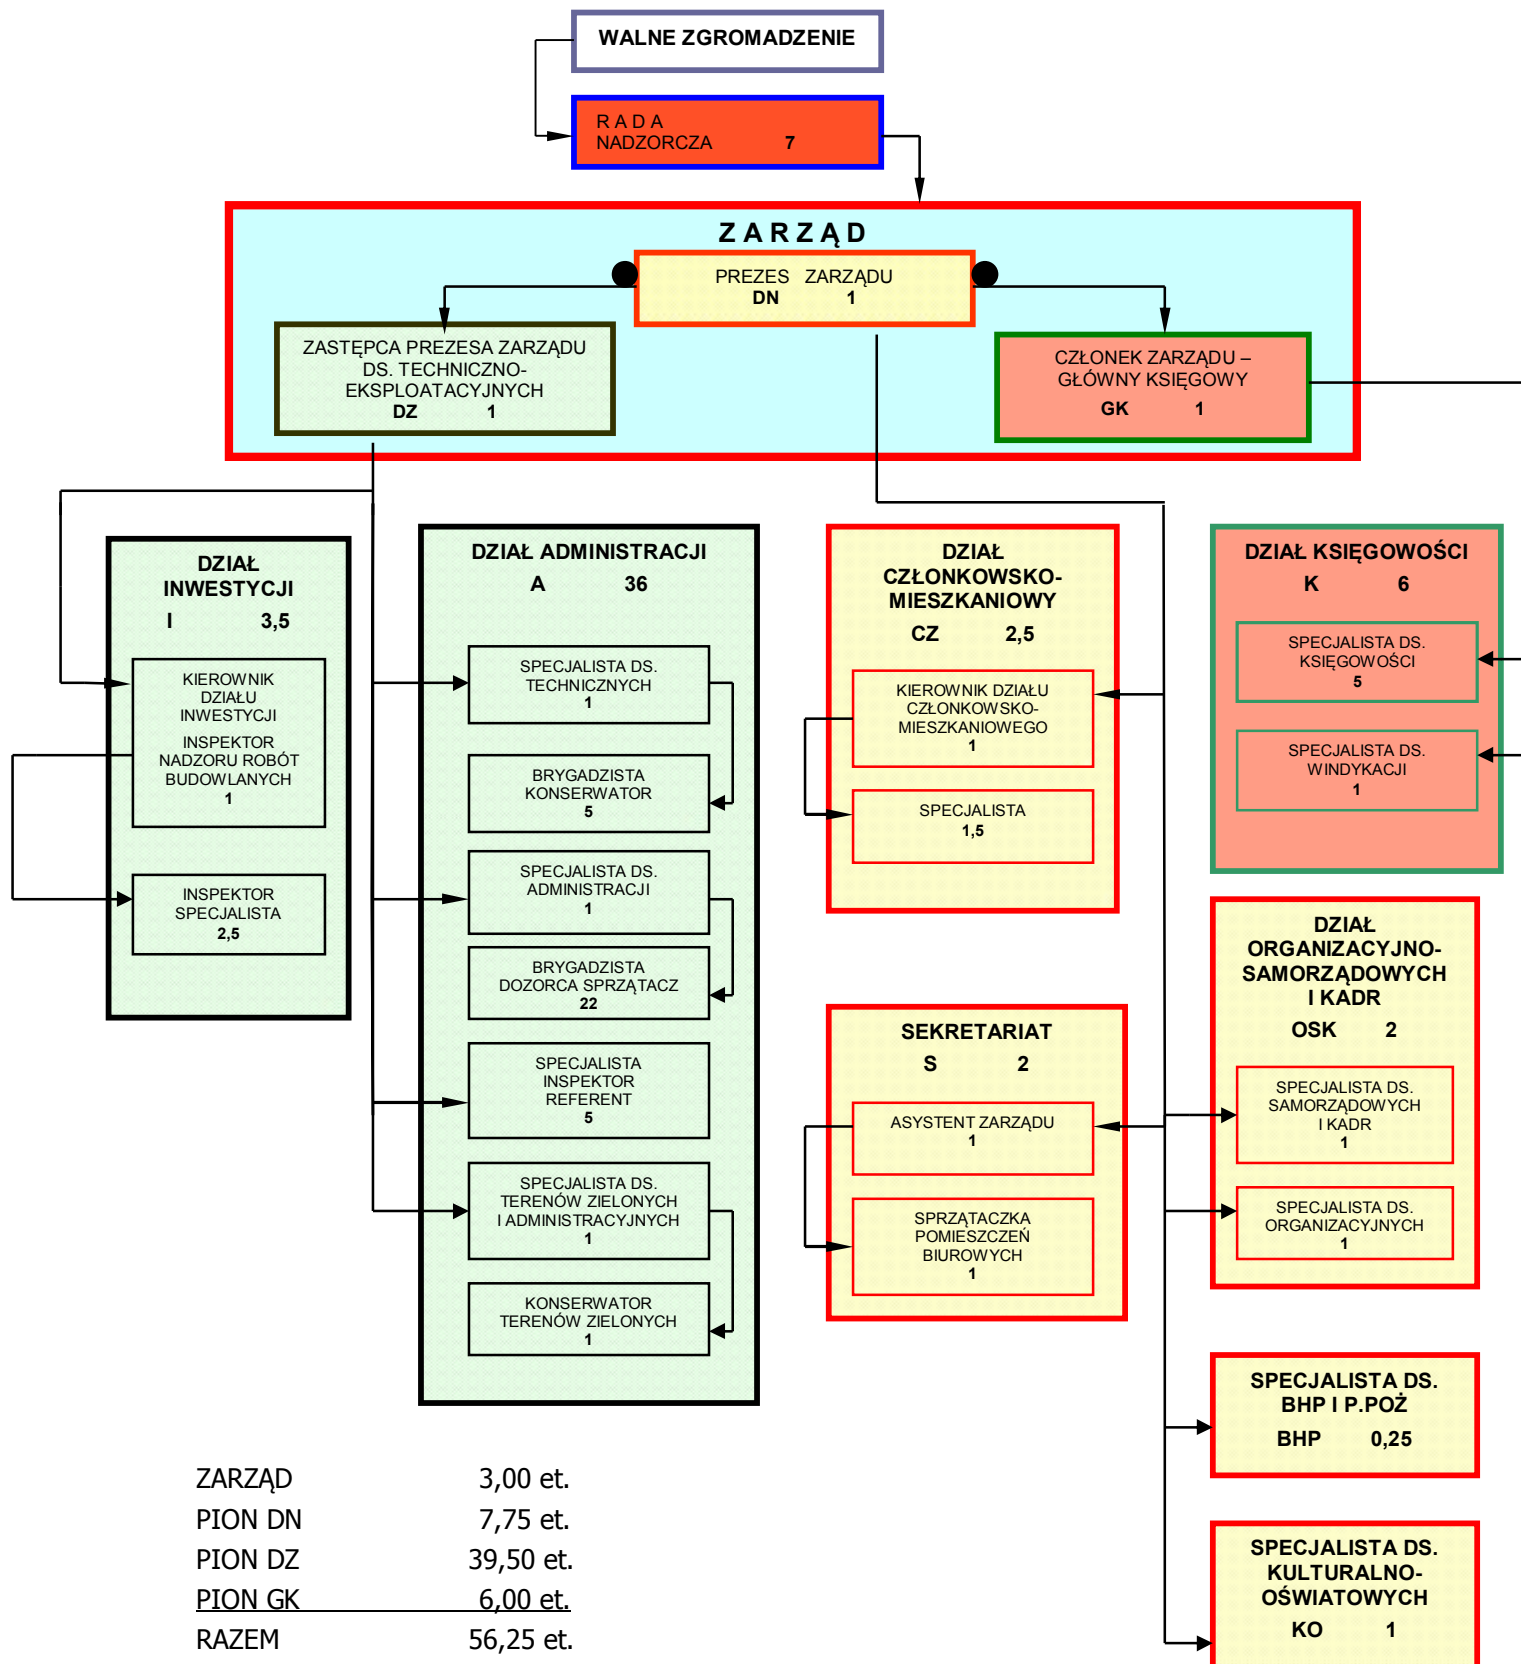 WALNE ZGROMADZENIE
R A D A
NADZORCZA 7
Z A R Z Ą D
PREZES ZARZĄDU
DN 1
ZASTĘPCA PREZESA ZARZĄDU
DS. TECHNICZNO-
EKSPLOATACYJNYCH
DZ 1
CZŁONEK ZARZĄDU –
GŁÓWNY KSIĘGOWY
GK 1
DZIAŁ
INWESTYCJI
I 3,5
KIEROWNIK
DZIAŁU
INWESTYCJI
INSPEKTOR
NADZORU ROBÓT
BUDOWLANYCH
1
INSPEKTOR
SPECJALISTA
2,5
DZIAŁ ADMINISTRACJI
A 36
SPECJALISTA DS.
TECHNICZNYCH
1
BRYGADZISTA
KONSERWATOR
5
SPECJALISTA DS.
ADMINISTRACJI
1
BRYGADZISTA
DOZORCA SPRZĄTACZ
22
SPECJALISTA
INSPEKTOR
REFERENT
5
SPECJALISTA DS.
TERENÓW ZIELONYCH
I ADMINISTRACYJNYCH
1
KONSERWATOR
TERENÓW ZIELONYCH
1
DZIAŁ
CZŁONKOWSKO-
MIESZKANIOWY
CZ 2,5
KIEROWNIK DZIAŁU
CZŁONKOWSKO-
MIESZKANIOWEGO
1
SPECJALISTA
1,5
SEKRETARIAT
S 2
ASYSTENT ZARZĄDU
1
SPRZĄTACZKA
POMIESZCZEŃ
BIUROWYCH
1
DZIAŁ KSIĘGOWOŚCI
K 6
SPECJALISTA DS.
KSIĘGOWOŚCI
5
SPECJALISTA DS.
WINDYKACJI
1
DZIAŁ
ORGANIZACYJNO-
SAMORZĄDOWYCH
I KADR
OSK 2
SPECJALISTA DS.
SAMORZĄDOWYCH
I KADR
1
SPECJALISTA DS.
ORGANIZACYJNYCH
1
SPECJALISTA DS.
BHP I P.POŻ
BHP 0,25
SPECJALISTA DS.
KULTURALNO-
OŚWIATOWYCH
KO 1
ZARZĄD 3,00 et.
PION DN 7,75 et.
PION DZ 39,50 et.
PION GK 6,00 et.
RAZEM 56,25 et.